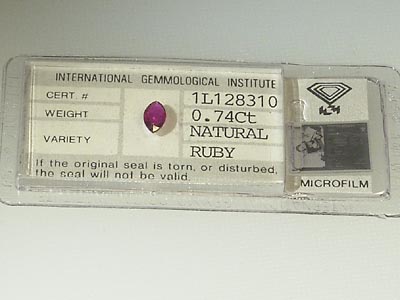 INTERNATIONAL GEMMOLOGICAL INSTITUTE
CERT. # 1L128310
WEIGHT 0.74Ct
VARIETY NATURAL
RUBY
If the original seal is torn, or disturbed,
the seal will not be valid.
MICROFILM